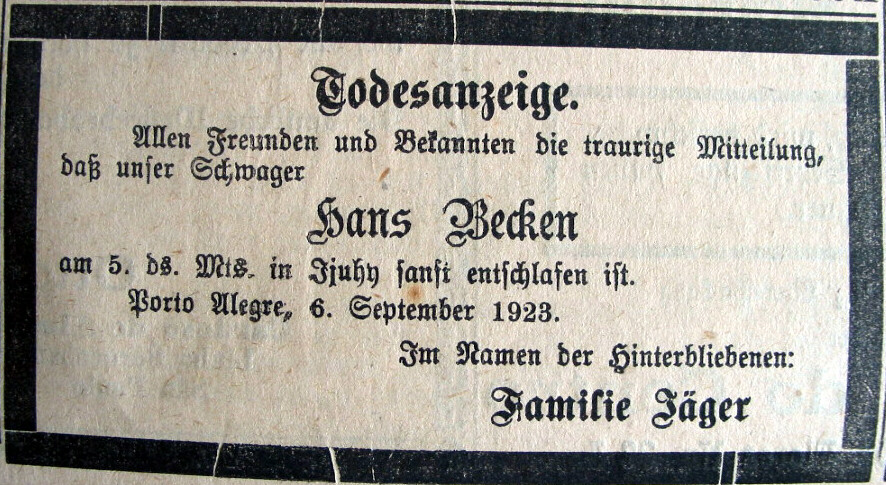 Todesanzeige.
Allen Freunden und Bekannten die traurige Mitteilung,
daß unser Schwager
Hans Becken
am 5. ds. Mts. in Ijuhy sanft entschlafen ist.
Porto Alegre, 6. September 1923.
Im Namen der Hinterbliebenen:
Familie Jäger